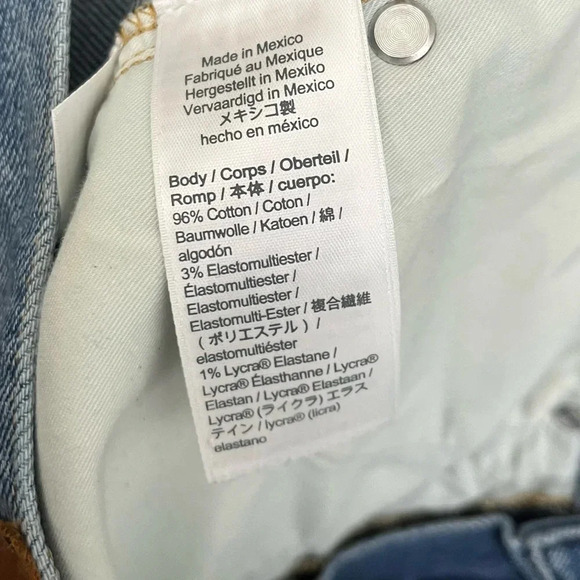 Made in Mexico
Fabriqué au Mexique
Hergestellt in Mexiko
Vervaardigd in Mexico
メキシコ製
hecho en méxico
Body / Corps / Oberteil /
Romp / 本体 / cuerpo:
96% Cotton / Coton /
Baumwolle / Katoen / 綿 /
algodón
3% Elastomultiester /
Élastomultiester /
Elastomultiester /
Elastomulti-Ester / 複合繊維
( ポリエステル ) /
elastomultiéster
1% Lycra® Elastane /
Lycra® Élasthanne / Lycra®
Elastan / Lycra® Elastaan /
Lycra® (ライクラ) エラス
テイン / lycra® (licra)
elastano